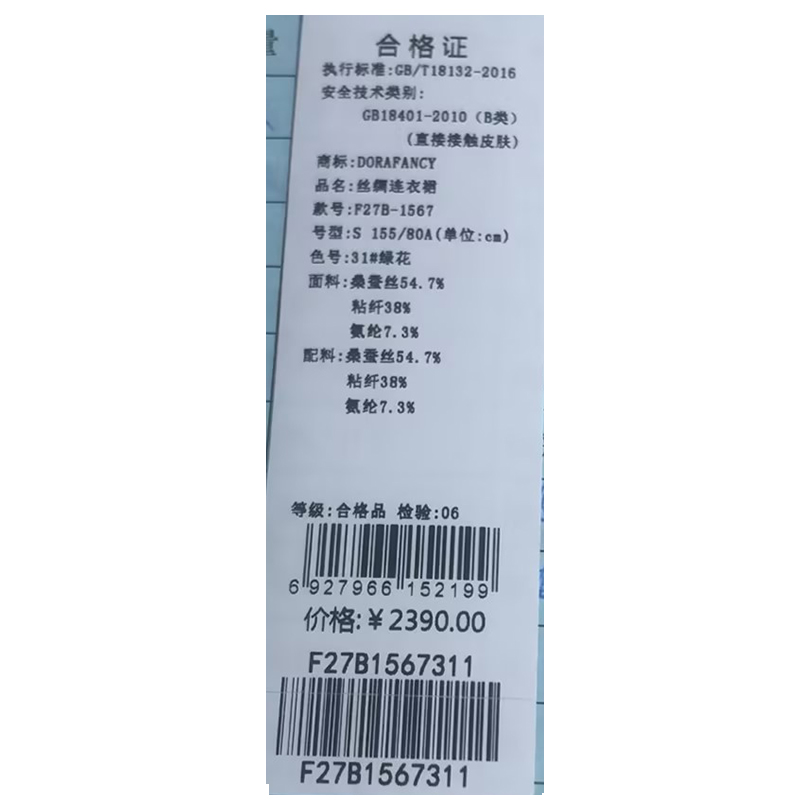 量
合格证
执行标准:GB/T18132-2016
安全技术类别:
GB18401-2010（B类）
(直接接触皮肤)
商标:DORAFANCY
品名:丝绸连衣裙
款号:F27B-1567
号型:S 155/80A(单位:cm)
色号:31#绿花
面料:桑蚕丝54.7%
粘纤38%
氨纶7.3%
配料:桑蚕丝54.7%
粘纤38%
氨纶7.3%
等级:合格品 检验:06
6 927966 152199
价格:￥2390.00
F27B1567311
F27B1567311